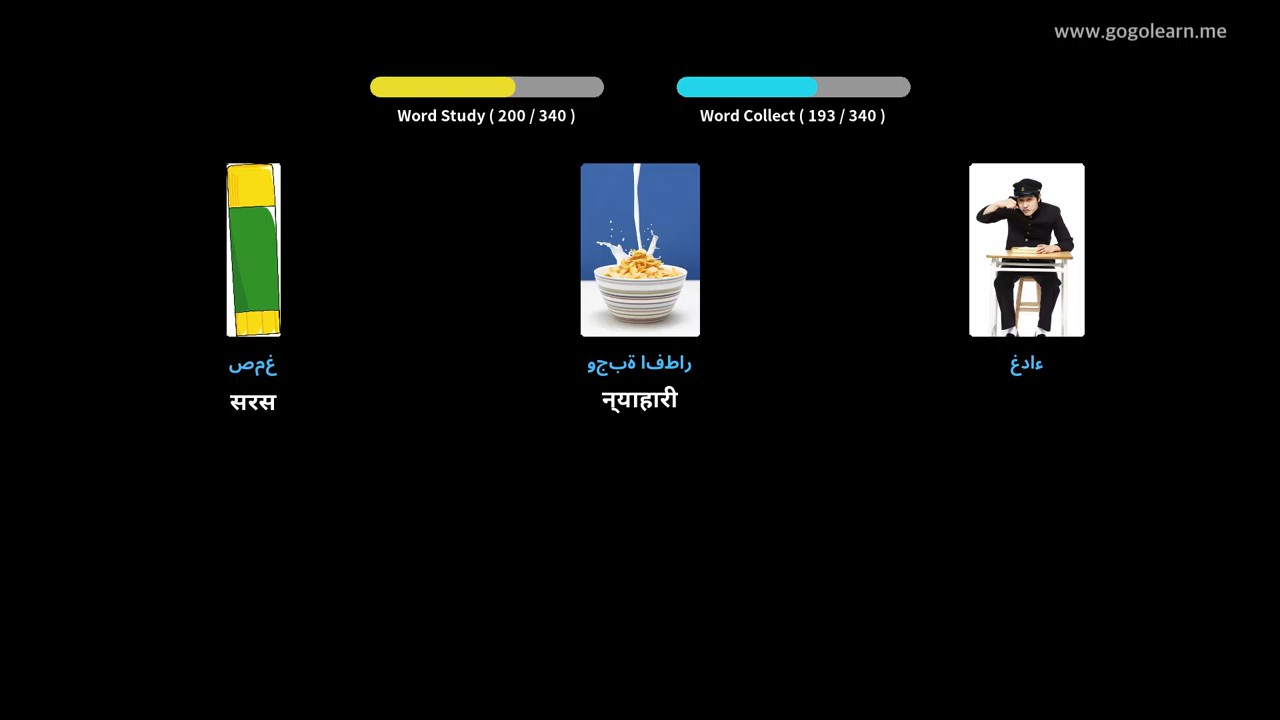 www.gogolearn.me
Word Study ( 200 / 340 )
Word Collect ( 193 / 340 )
غمص
راطفا ةبجو
ءادغ
सरस
न्‌याहारी